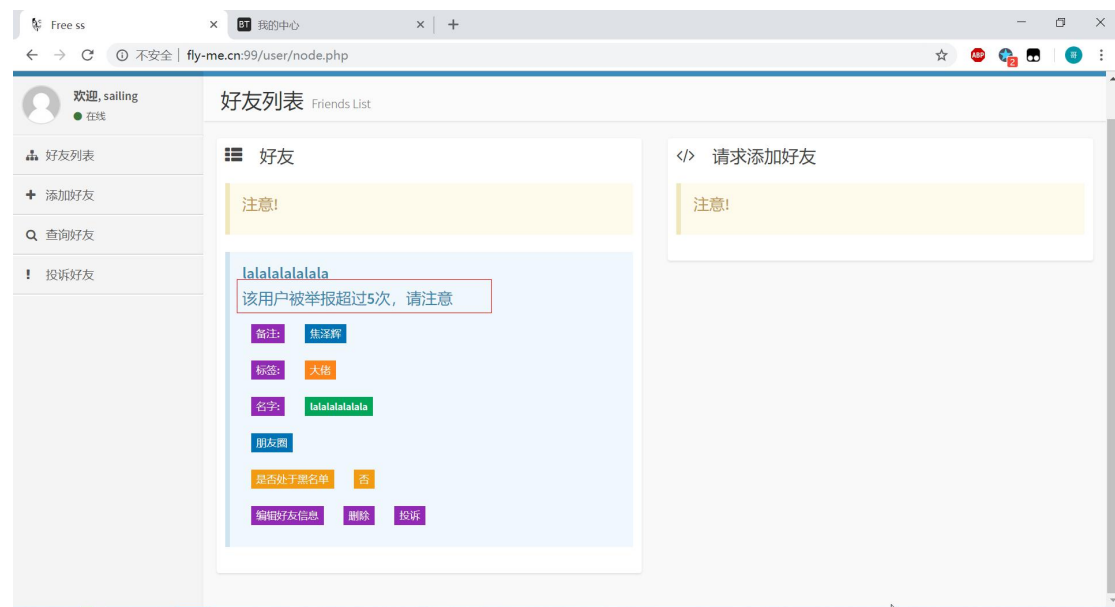 Free ss
BT 我的中心
不安全 | fly-me.cn:99/user/node.php
ABP
2
哥
欢迎, sailing
在线
好友列表
添加好友
查询好友
投诉好友
好友列表 Friends List
好友
注意!
lalalalalalala
该用户被举报超过5次，请注意
备注: 焦泽辉
标签: 大佬
名字: lalalalalalala
朋友圈
是否处于黑名单 否
编辑好友信息 删除 投诉
请求添加好友
注意!